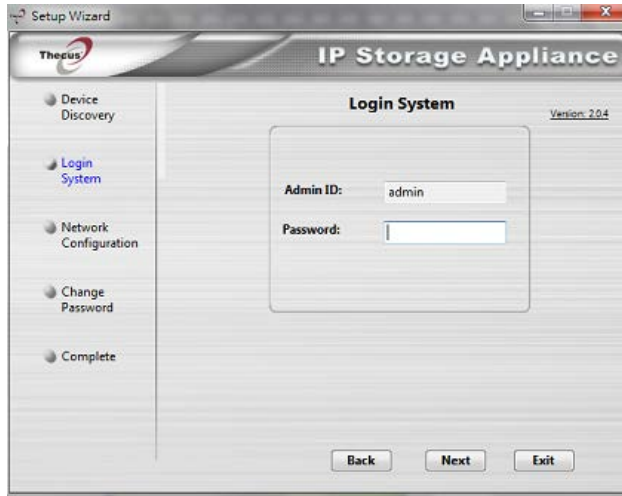 Setup Wizard
Thecus
IP Storage Appliance
Device
Discovery
Login
System
Network
Configuration
Change
Password
Complete
Login System
Version: 2.0.4
Admin ID:
admin
Password:
Back
Next
Exit